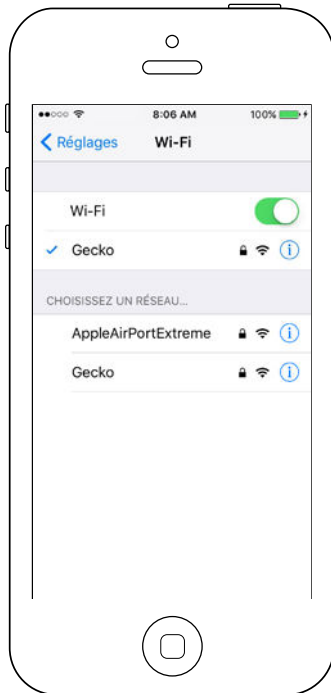 8:06 AM 100%
Réglages Wi-Fi
Wi-Fi
Gecko
CHOISISSEZ UN RÉSEAU...
AppleAirPortExtreme
Gecko